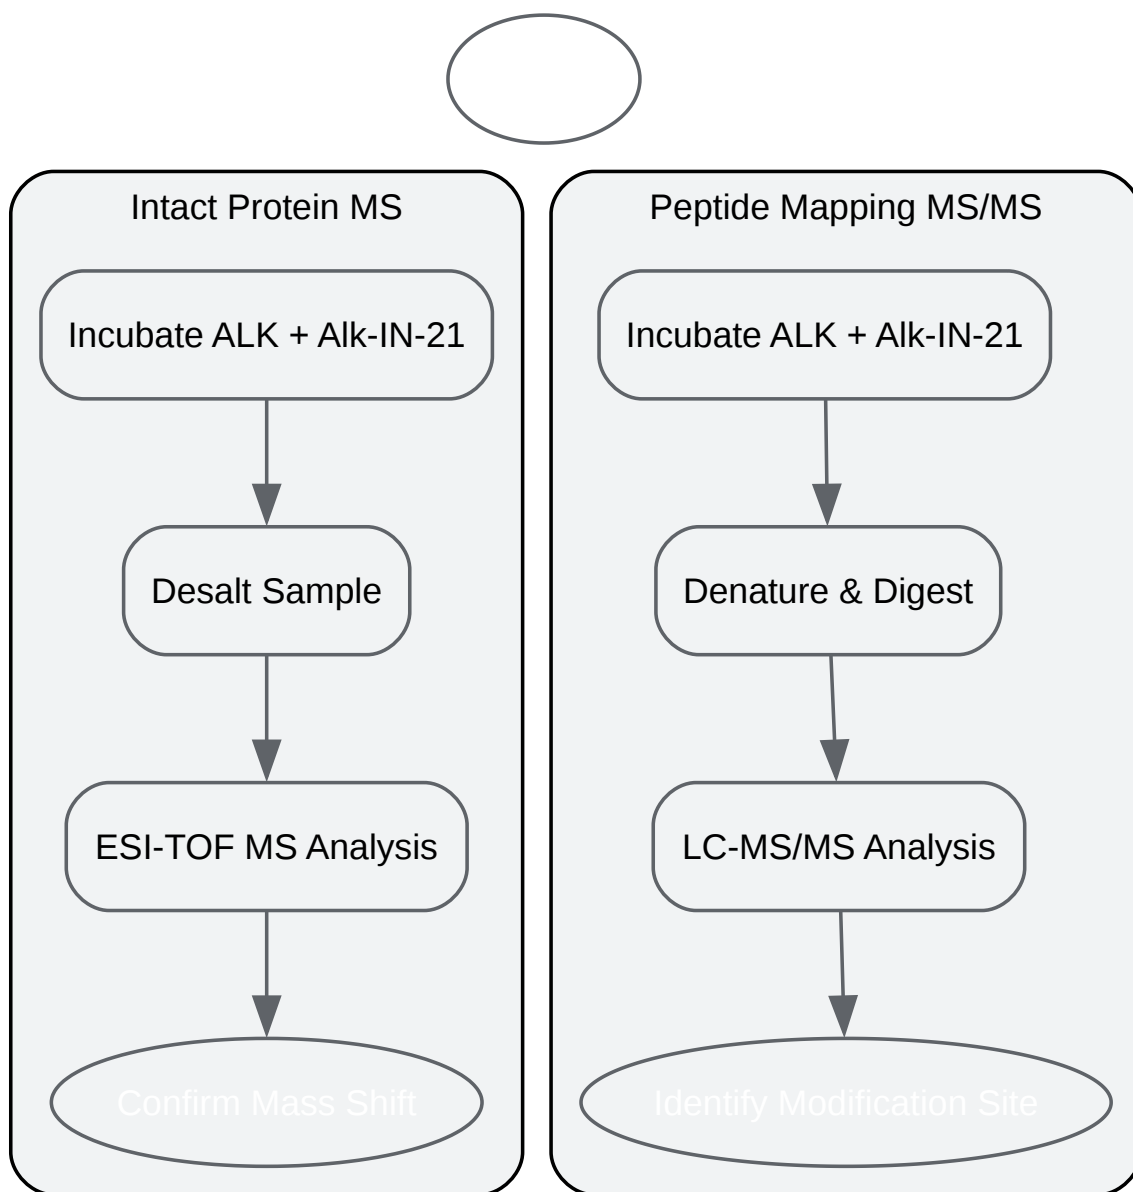 Intact Protein MS
Incubate ALK + Alk-IN-21
Desalt Sample
ESI-TOF MS Analysis
Confirm Mass Shift
Peptide Mapping MS/MS
Incubate ALK + Alk-IN-21
Denature & Digest
LC-MS/MS Analysis
Identify Modification Site